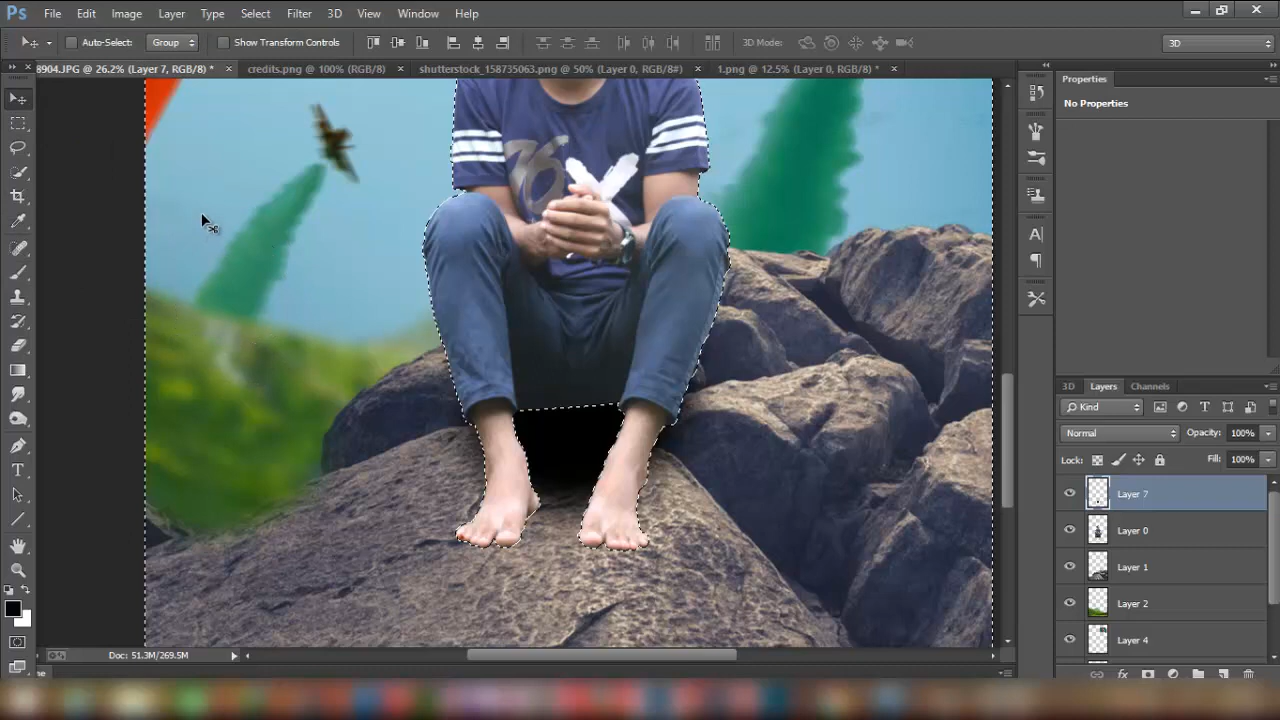 Ps File Edit Image Layer Type Select Filter 3D View Window Help
Auto-Select: Group Show Transform Controls 3D Mode: 3D
8904.JPG @ 26.2% (Layer 7, RGB/8) * × credits.png @ 100% (RGB/8) × shutterstock_158735063.png @ 50% (Layer 0, RGB/8#) × 1.png @ 12.5% (Layer 0, RGB/8) * ×
Properties
No Properties
76
3D Layers Channels
Kind
Normal Opacity: 100%
Lock: Fill: 100%
Layer 7
Layer 0
Layer 1
Layer 2
Layer 4
Doc: 51.3M/269.5M
ne